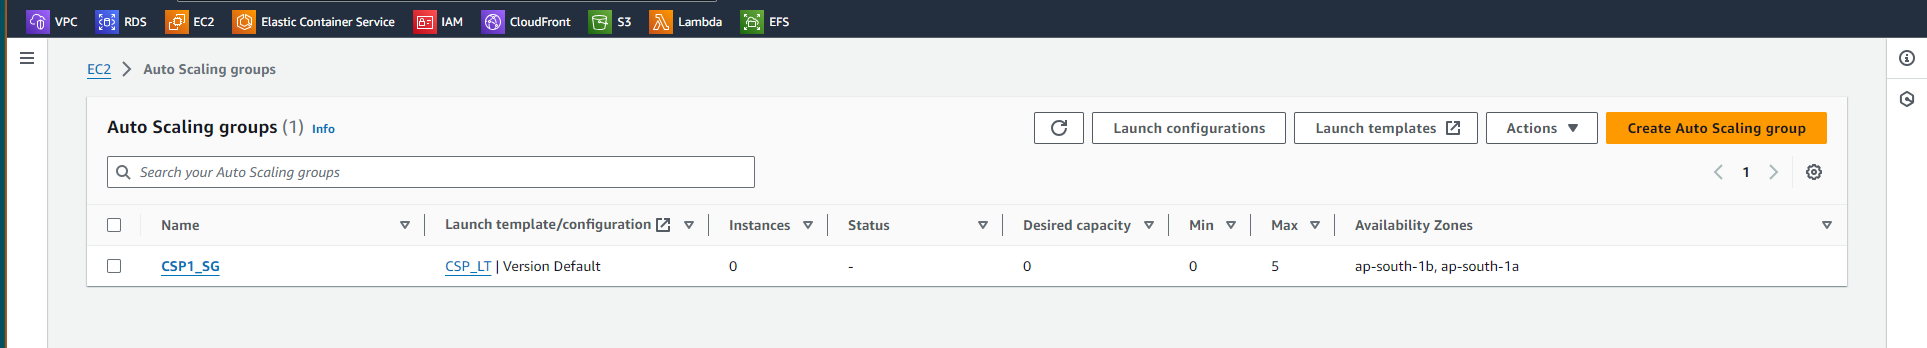 VPC RDS EC2 Elastic Container Service IAM CloudFront S3 Lambda EFS
EC2 Auto Scaling groups
Auto Scaling groups (1) Info Launch configurations Launch templates Actions Create Auto Scaling group
Search your Auto Scaling groups 1
Name Launch template/configuration Instances Status Desired capacity Min Max Availability Zones
CSP1_SG CSP_LT | Version Default 0 - 0 0 5 ap-south-1b, ap-south-1a